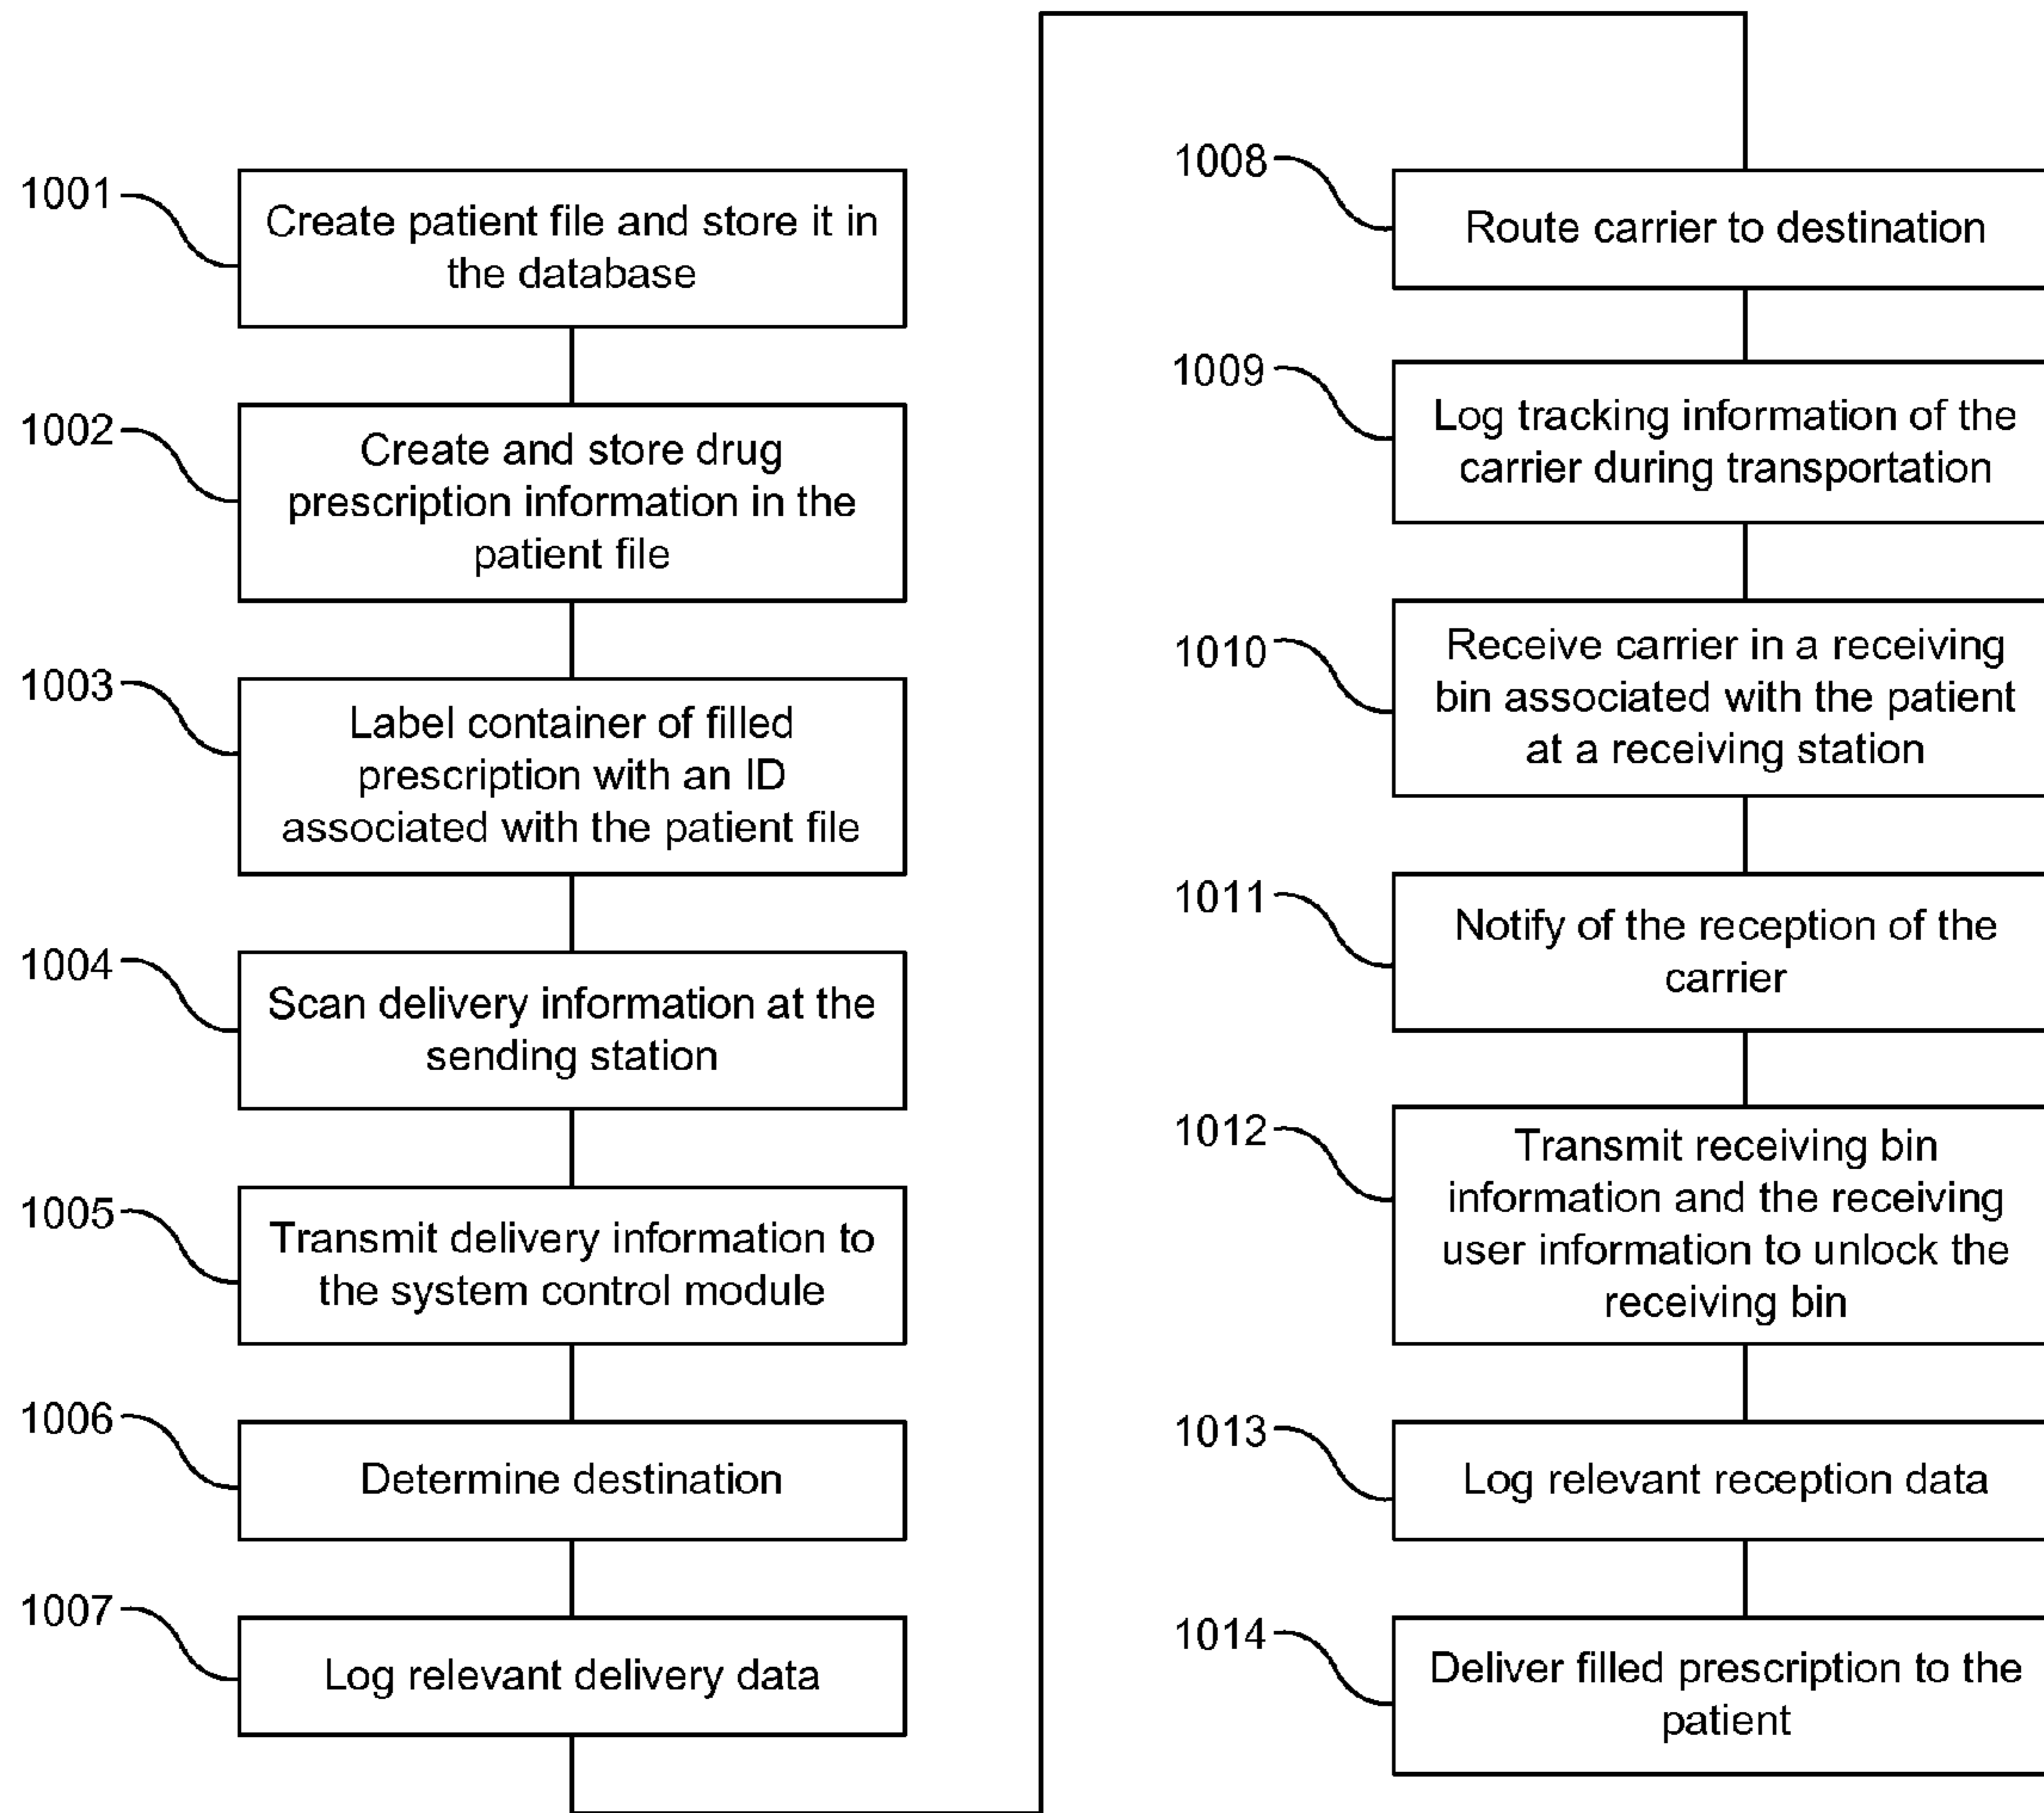 1001
Create patient file and store it in
the database
1002
Create and store drug
prescription information in the
patient file
1003
Label container of filled
prescription with an ID
associated with the patient file
1004
Scan delivery information at the
sending station
1005
Transmit delivery information to
the system control module
1006
Determine destination
1007
Log relevant delivery data
1008
Route carrier to destination
1009
Log tracking information of the
carrier during transportation
1010
Receive carrier in a receiving
bin associated with the patient
at a receiving station
1011
Notify of the reception of the
carrier
1012
Transmit receiving bin
information and the receiving
user information to unlock the
receiving bin
1013
Log relevant reception data
1014
Deliver filled prescription to the
patient